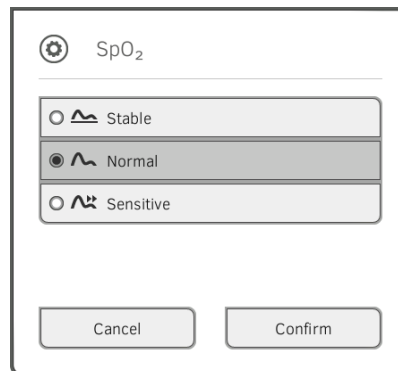 SpO₂
Stable
Normal
Sensitive
Cancel
Confirm